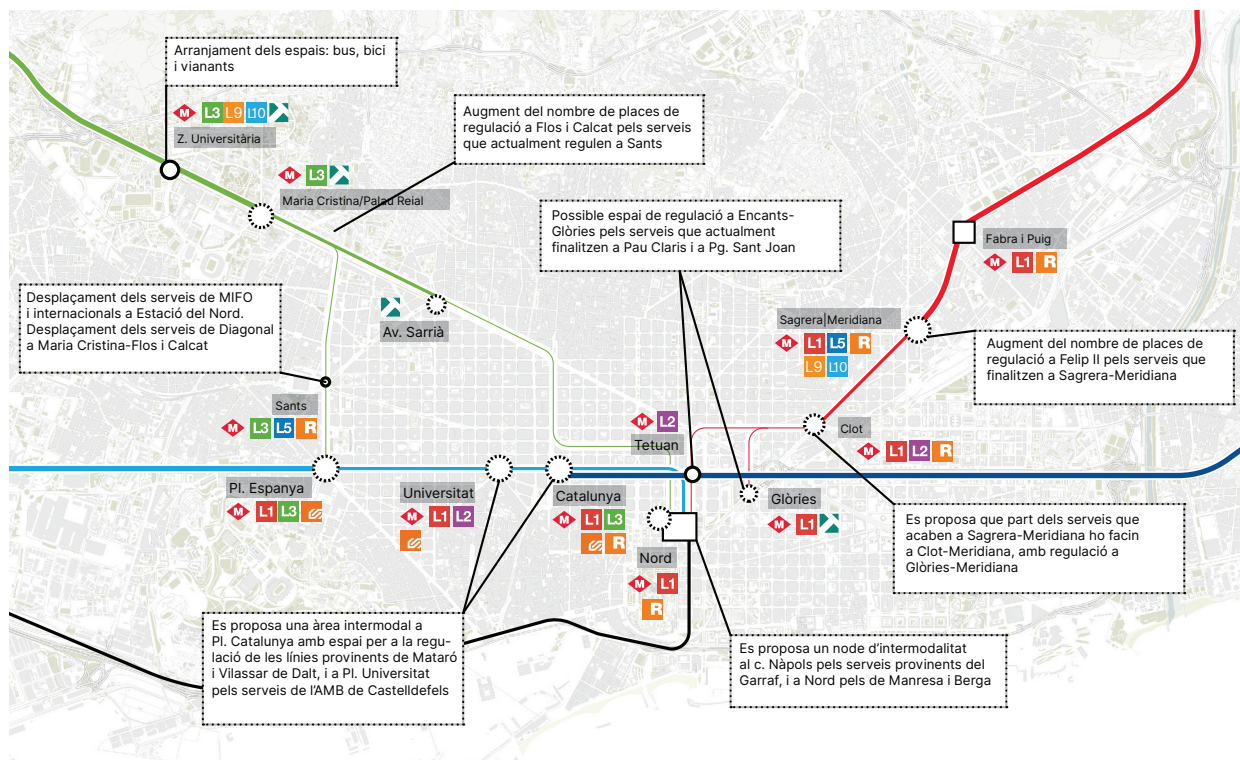 Arranjament dels espais: bus, bici
i vianants
M L3 L9 L10
Z. Universitària
Augment del nombre de places de
regulació a Flos i Calcat pels serveis
que actualment regulen a Sants
M L3
Maria Cristina/Palau Reial
Possible espai de regulació a Encants-
Glòries pels serveis que actualment
finalitzen a Pau Claris i a Pg. Sant Joan
Fabra i Puig
M L1 R
Desplaçament dels serveis de MIFO
i internacionals a Estació del Nord.
Desplaçament dels serveis de Diagonal
a Maria Cristina-Flos i Calcat
Av. Sarrià
Sagrera|Meridiana
M L1 L5 R
L9 L10
Augment del nombre de places de
regulació a Felip II pels serveis que
finalitzen a Sagrera-Meridiana
Sants
M L3 L5 R
M L2
Tetuan
Clot
M L1 L2 R
Pl. Espanya
M L1 L3
Universitat
M L1 L2
Catalunya
M L1 L3
R
Glòries
M L1
Nord
M L1
R
Es proposa que part dels serveis que
acaben a Sagrera-Meridiana ho facin
a Clot-Meridiana, amb regulació a
Glòries-Meridiana
Es proposa una àrea intermodal a
Pl. Catalunya amb espai per a la regu-
lació de les línies provinents de Mataró
i Vilassar de Dalt, i a Pl. Universitat
pels serveis de l'AMB de Castelldefels
Es proposa un node d'intermodalitat
al c. Nàpols pels serveis provinents del
Garraf, i a Nord pels de Manresa i Berga